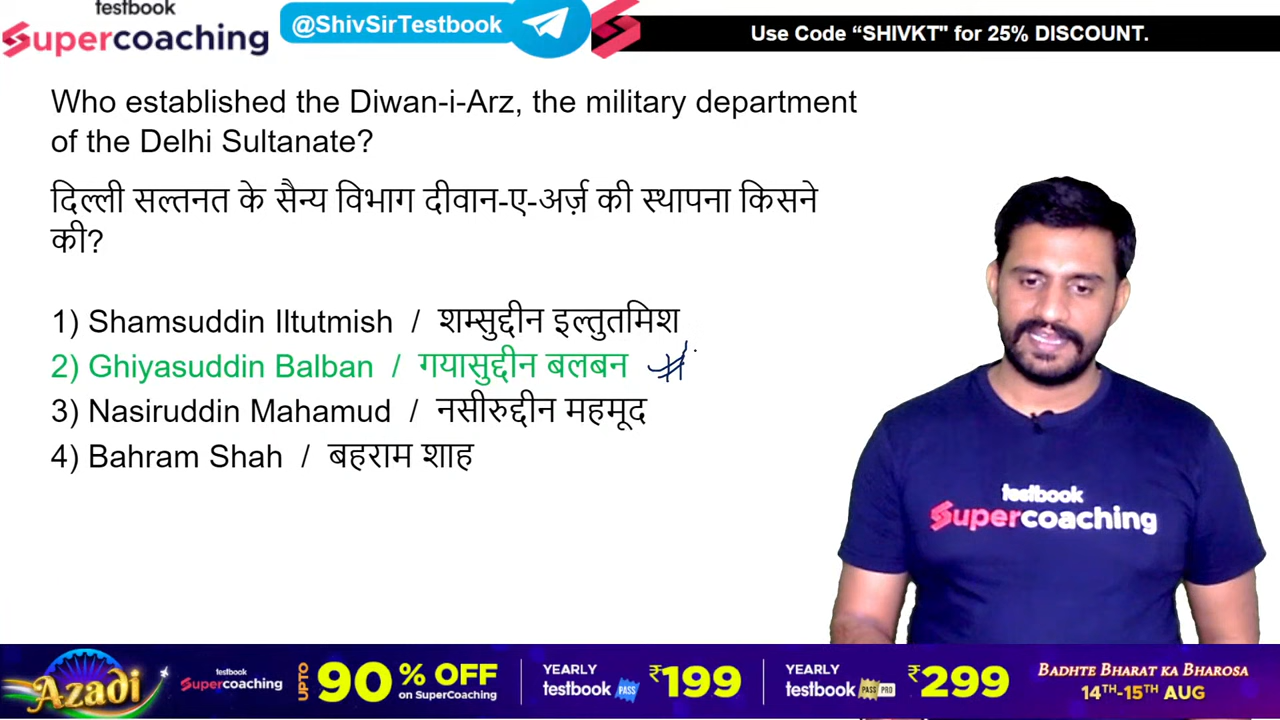 testbook
Supercoaching
@ShivSirTestbook
Use Code “SHIVKT" for 25% DISCOUNT.
Who established the Diwan-i-Arz, the military department
of the Delhi Sultanate?
दिल्ली सल्तनत के सैन्य विभाग दीवान-ए-अर्ज़ की स्थापना किसने
की?
1) Shamsuddin Iltutmish / शम्सुद्दीन इल्तुतमिश
2) Ghiyasuddin Balban / गयासुद्दीन बलबन
3) Nasiruddin Mahamud / नसीरुद्दीन महमूद
4) Bahram Shah / बहराम शाह
testbook
Supercoaching
Azadi
testbook
Supercoaching
UPTO 90% OFF
on SuperCoaching
YEARLY
testbook PASS
₹199
YEARLY
testbook PASS PRO
₹299
BADHTE BHARAT KA BHAROSA
14TH-15TH AUG